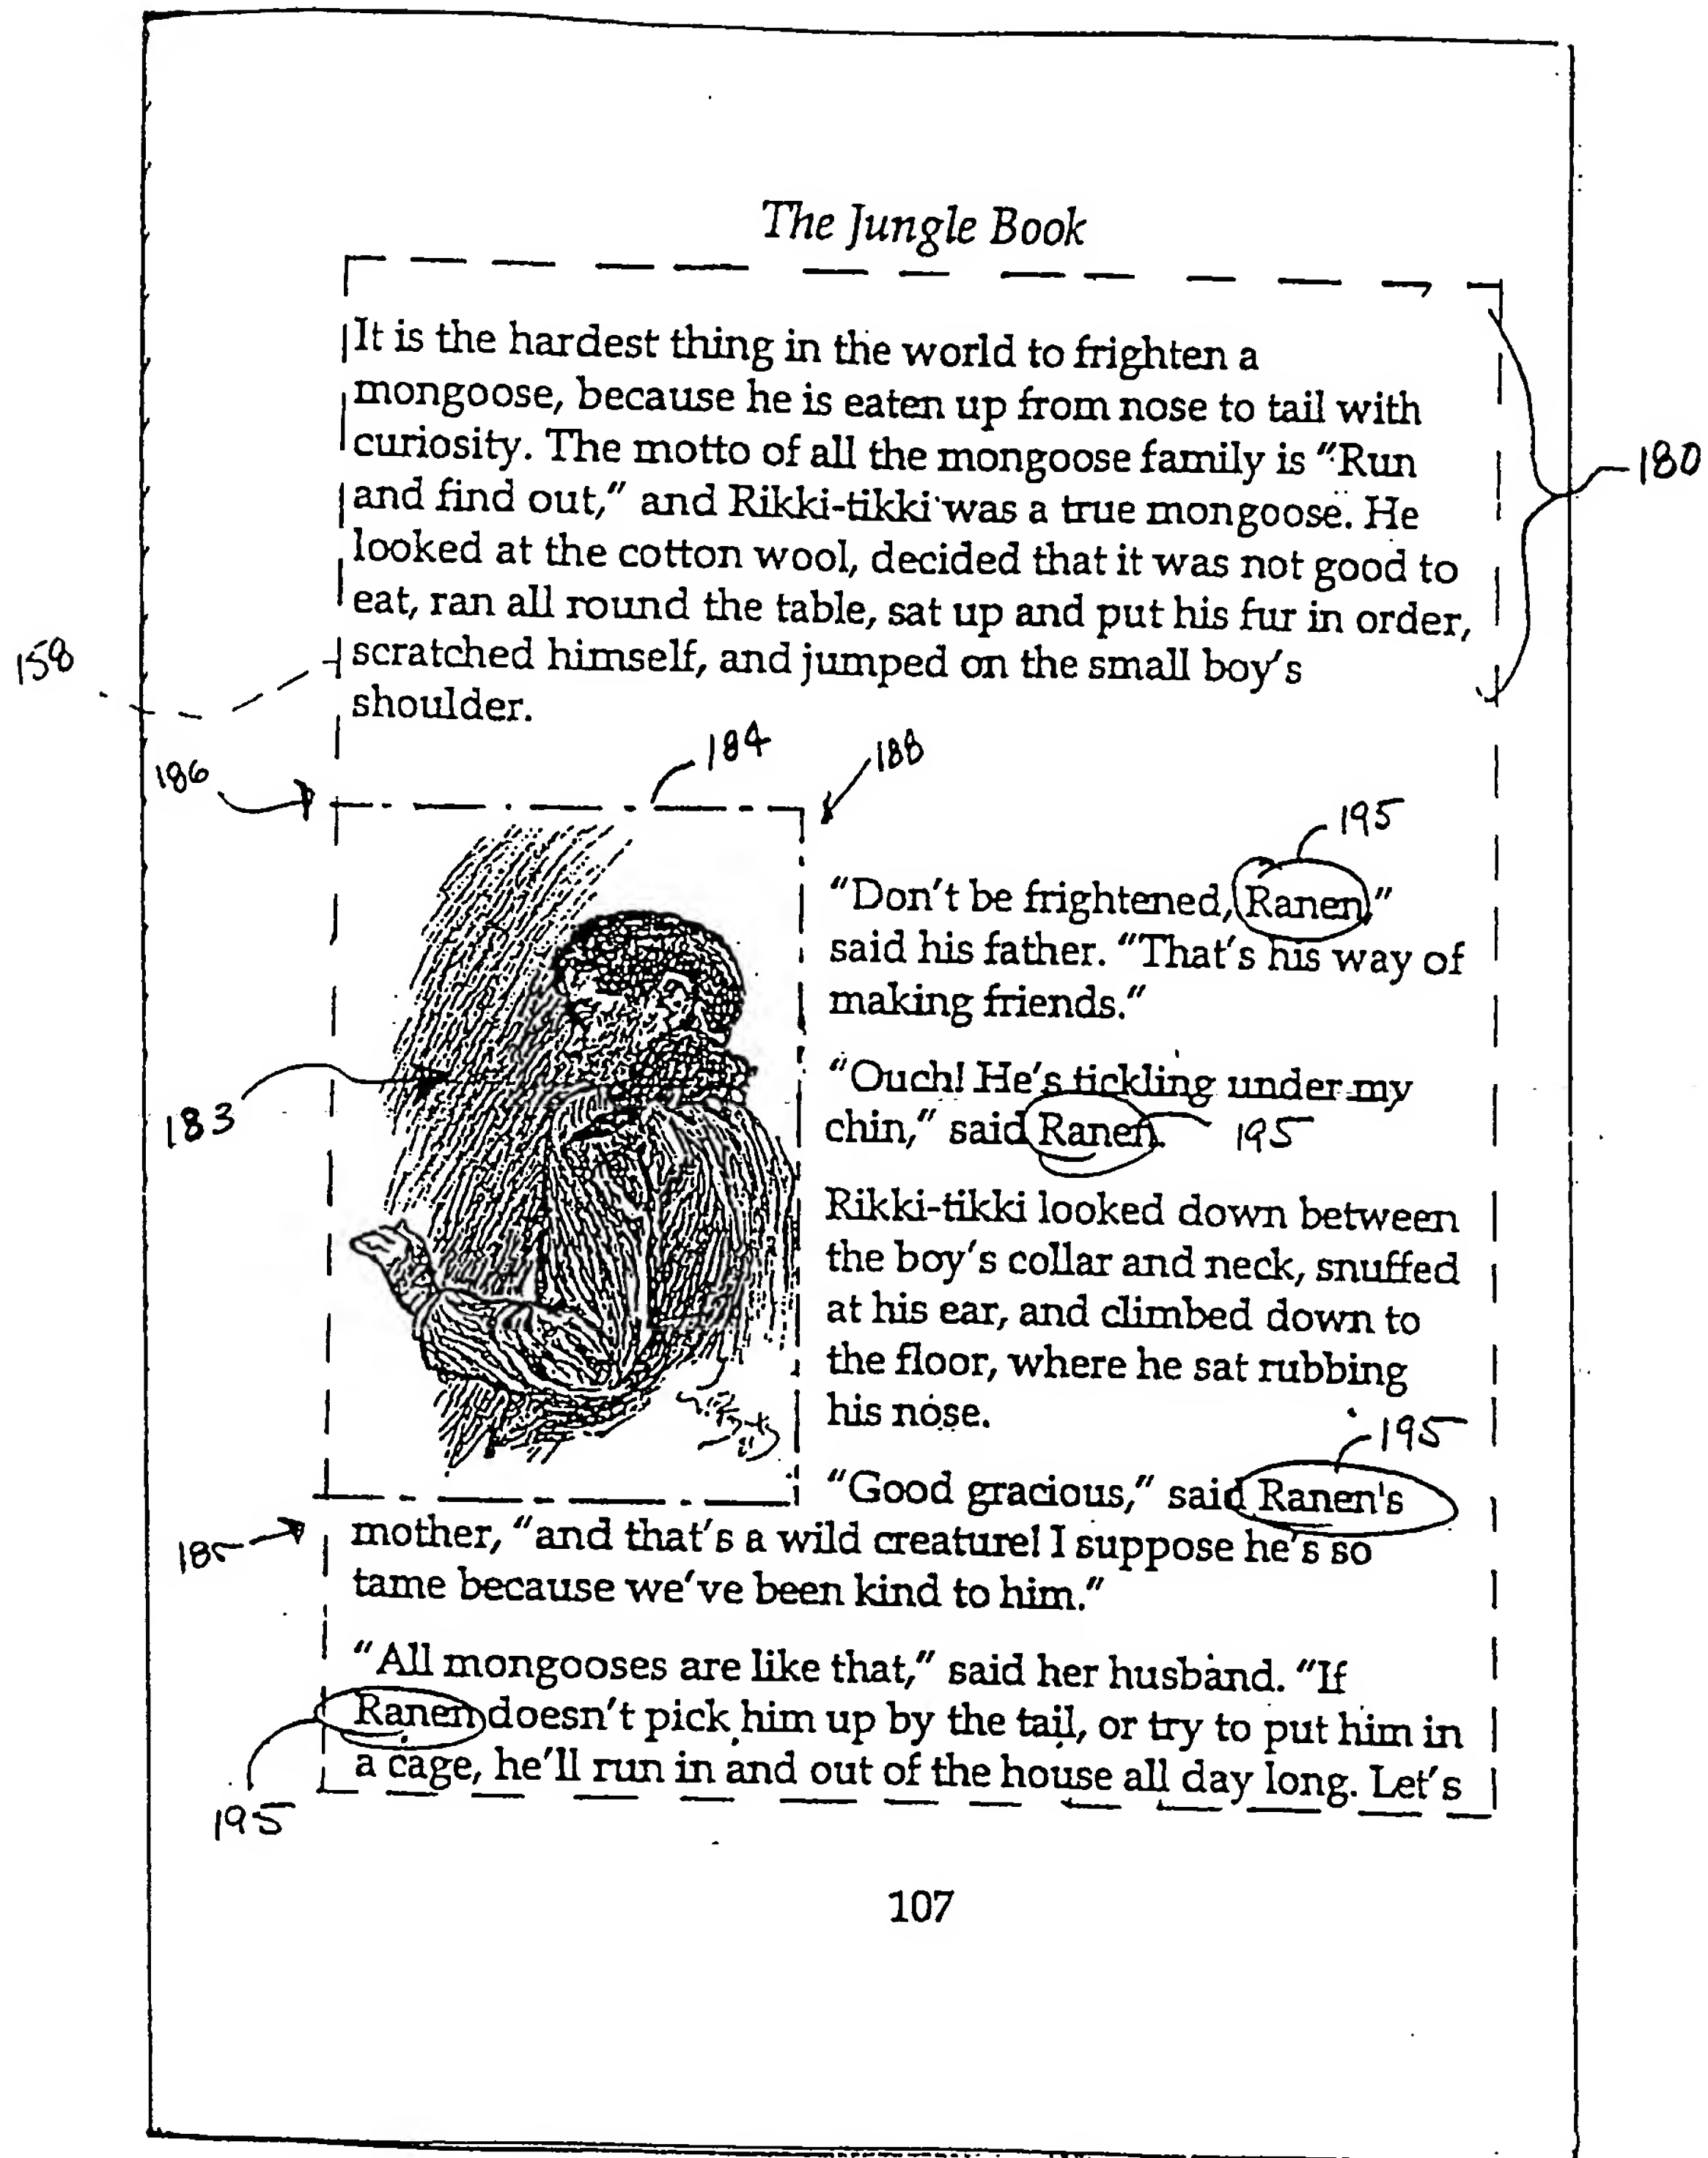 The Jungle Book
It is the hardest thing in the world to frighten a
mongoose, because he is eaten up from nose to tail with
curiosity. The motto of all the mongoose family is "Run
and find out," and Rikki-tikki was a true mongoose. He
looked at the cotton wool, decided that it was not good to
eat, ran all round the table, sat up and put his fur in order,
scratched himself, and jumped on the small boy's
shoulder.
180
158
186
184
188
195
"Don't be frightened, Ranen,"
said his father. "That's his way of
making friends."
183
"Ouch! He's tickling under my
chin," said Ranen.
195
Rikki-tikki looked down between
the boy's collar and neck, snuffed
at his ear, and climbed down to
the floor, where he sat rubbing
his nose.
195
"Good gracious," said Ranen's
185
mother, "and that's a wild creature! I suppose he's so
tame because we've been kind to him."
"All mongooses are like that," said her husband. "If
Ranen doesn't pick him up by the tail, or try to put him in
a cage, he'll run in and out of the house all day long. Let's
195
107